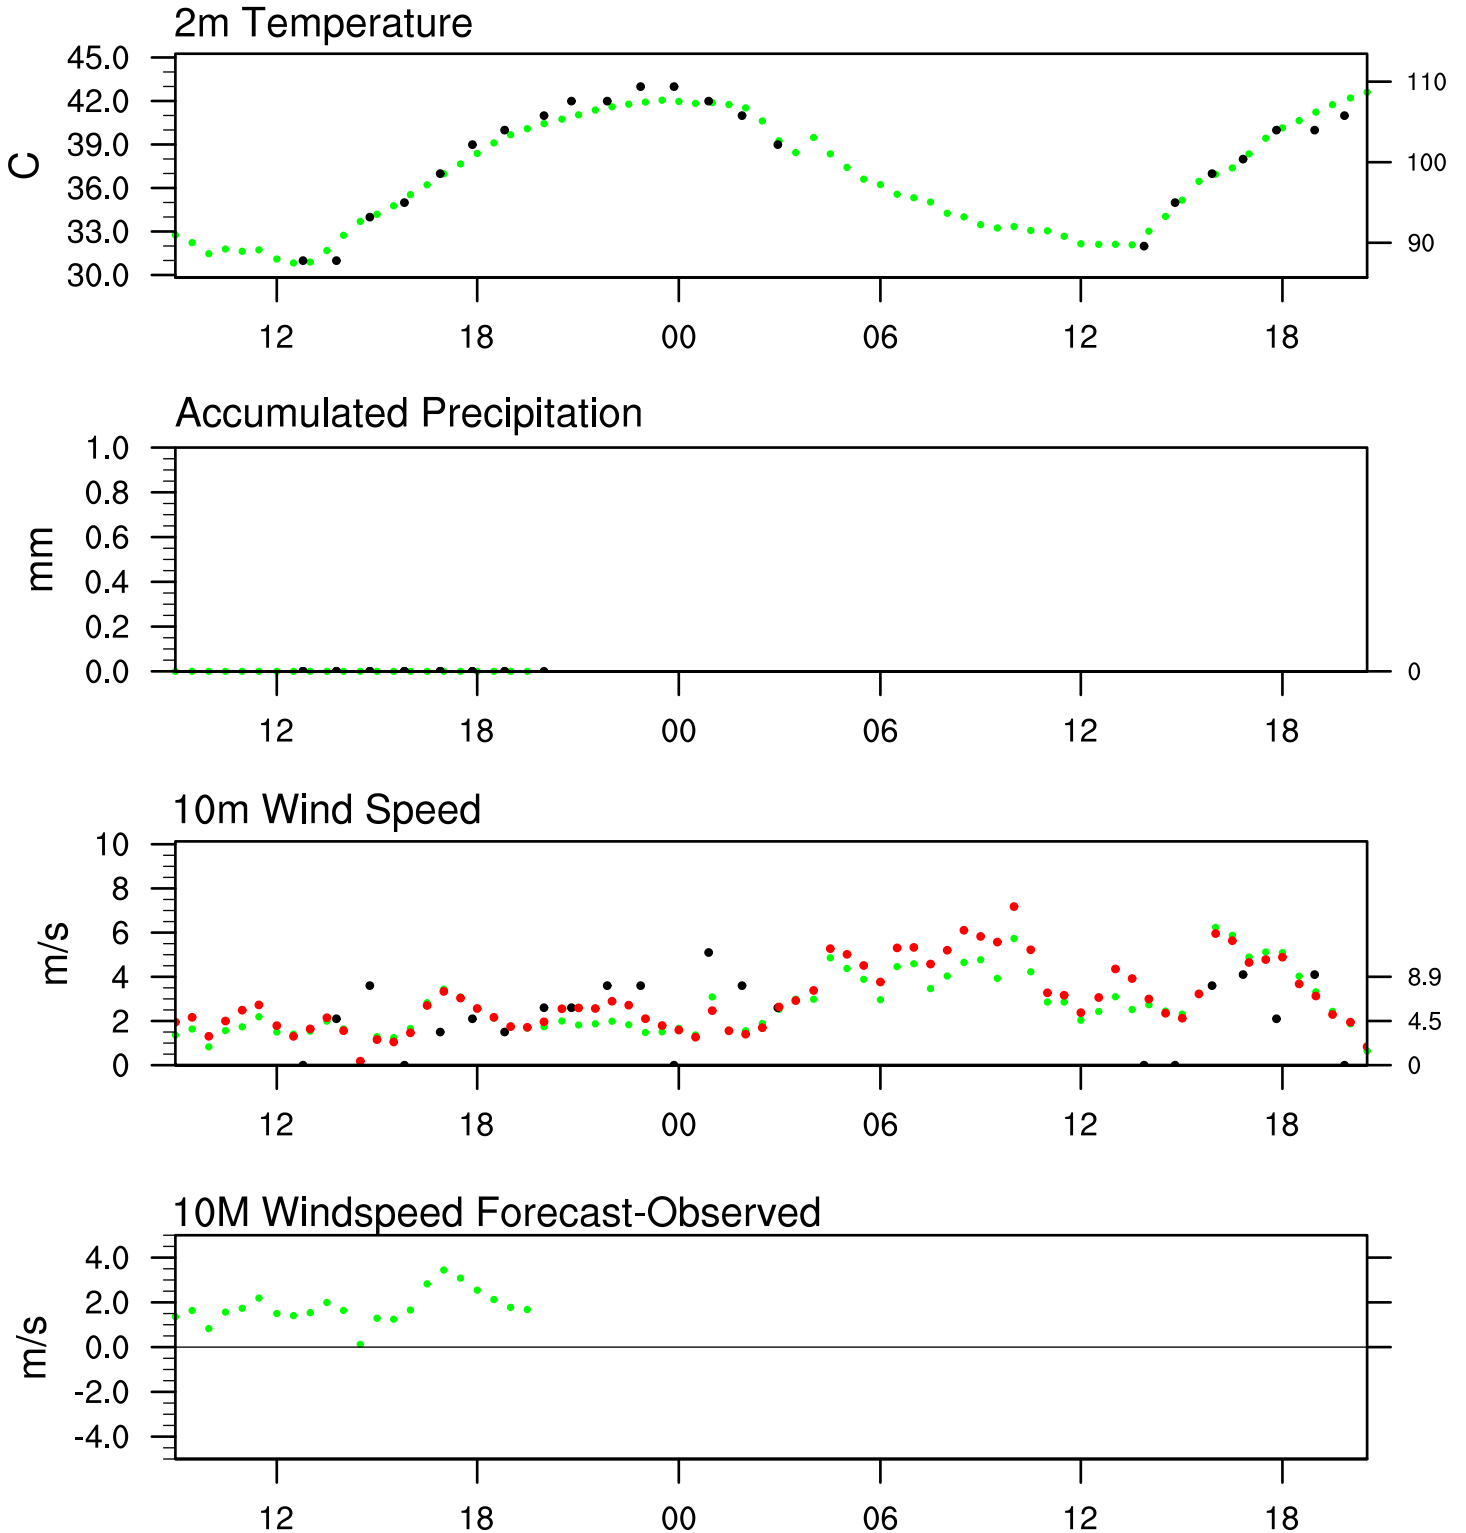 2m Temperature
45.0
42.0
39.0
36.0
33.0
30.0
C
110
100
90
12 18 00 06 12 18
Accumulated Precipitation
1.0
0.8
0.6
0.4
0.2
0.0
mm
0
12 18 00 06 12 18
10m Wind Speed
10
8
6
4
2
0
m/s
8.9
4.5
0
12 18 00 06 12 18
10M Windspeed Forecast-Observed
4.0
2.0
0.0
-2.0
-4.0
m/s
12 18 00 06 12 18